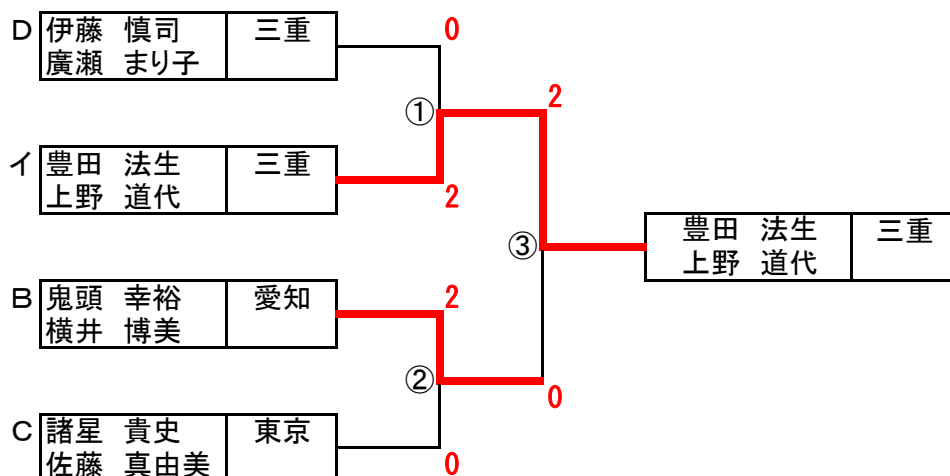 D 伊藤 慎司 三重 0
廣瀬 まり子
① 2
イ 豊田 法生 三重
上野 道代 2
③ 豊田 法生 三重
上野 道代
B 鬼頭 幸裕 愛知 2
横井 博美
② 0
C 諸星 貴史 東京
佐藤 真由美 0